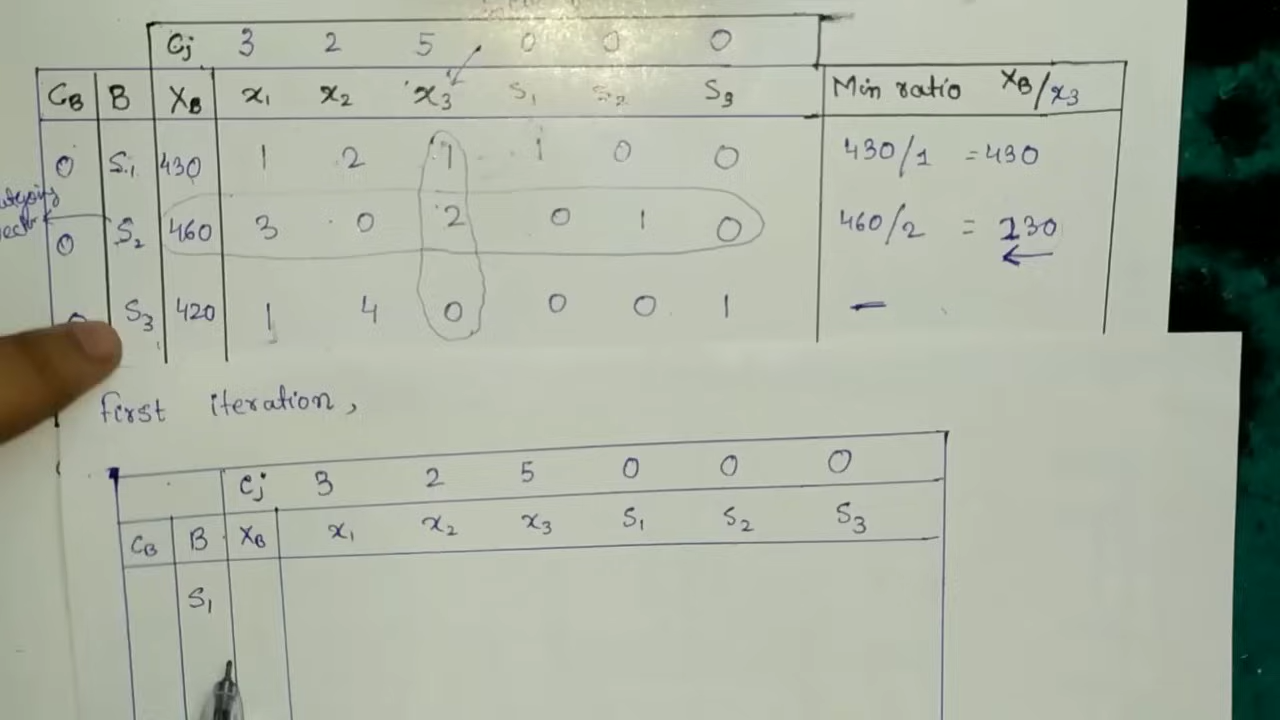 Cj 3 2 5 0 0 0
CB B XB x1 x2 x3 S1 S2 S3 Min ratio XB/x3
0 S1 430 1 2 1 1 0 0 430/1 = 430
0 S2 460 3 0 2 0 1 0 460/2 = 230
S3 420 1 4 0 0 0 1 –
First iteration,
Cj 3 2 5 0 0 0
CB B XB x1 x2 x3 S1 S2 S3
S1